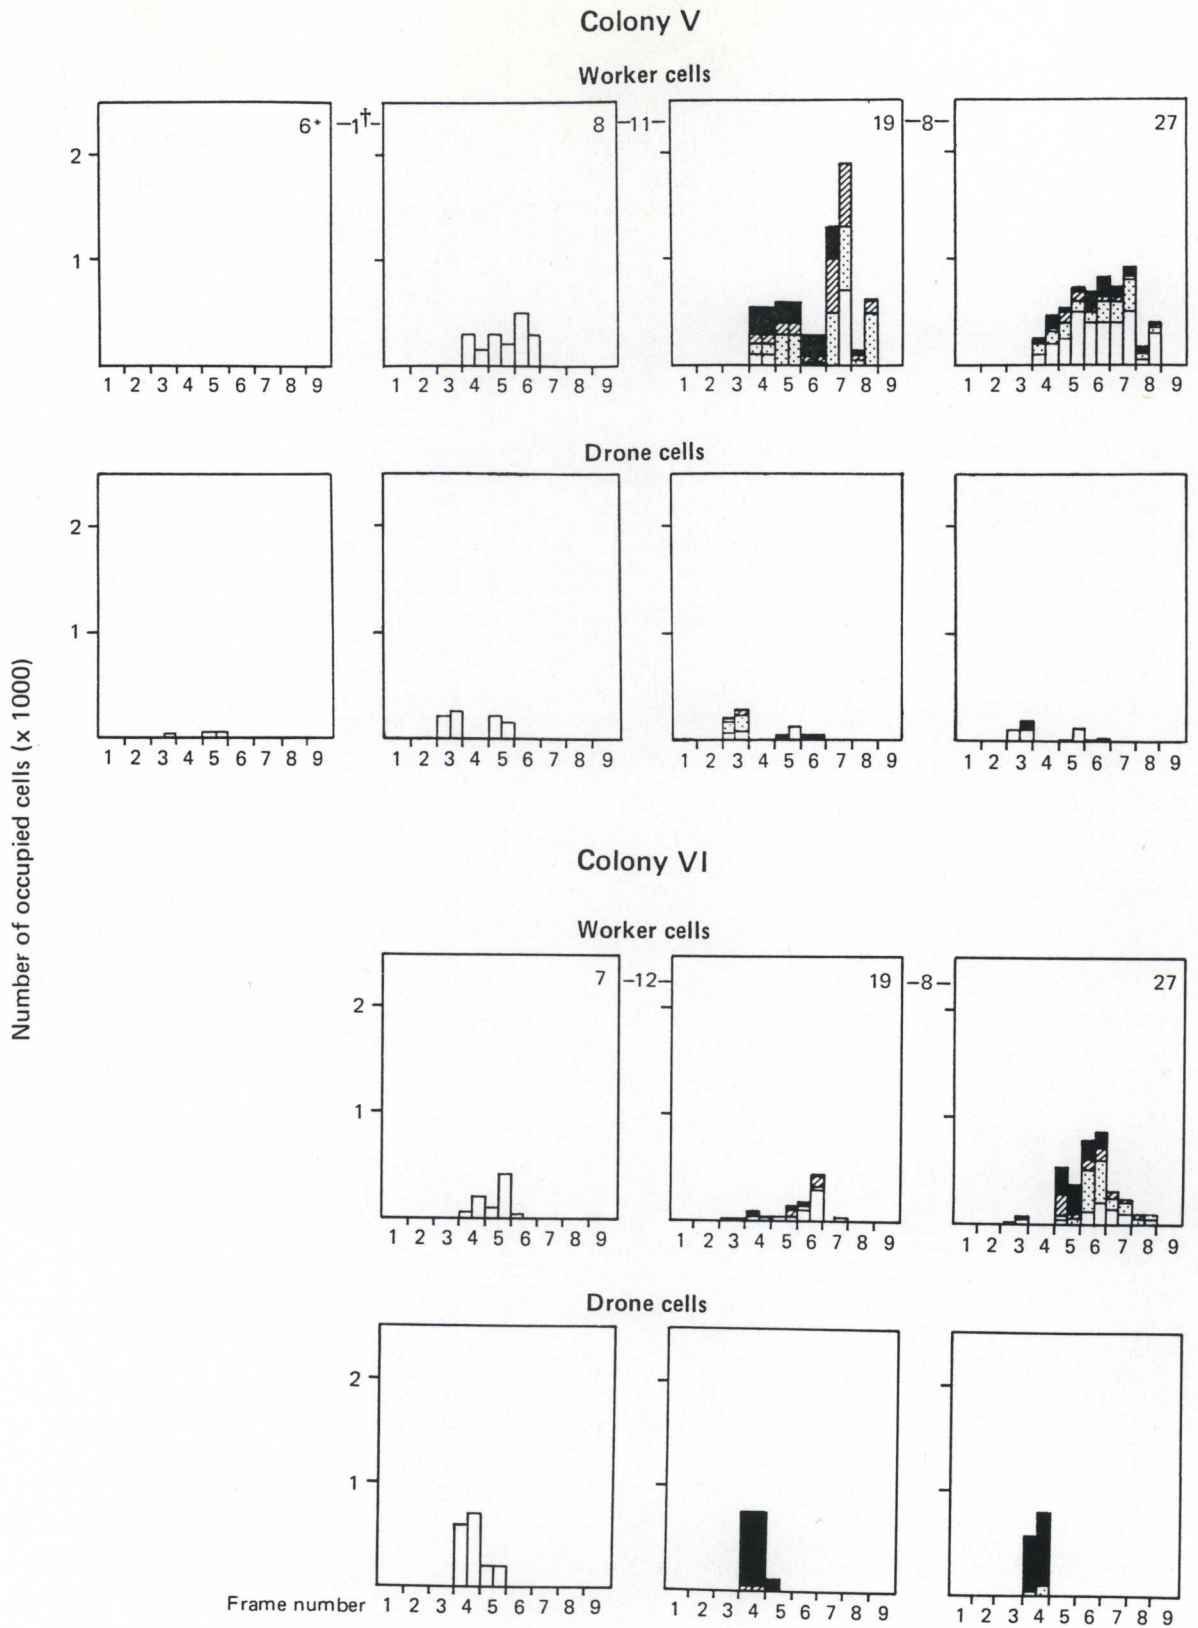 Colony V
Worker cells
6* –1†– 8 –11– 19 –8– 27
2
1
1 2 3 4 5 6 7 8 9 1 2 3 4 5 6 7 8 9 1 2 3 4 5 6 7 8 9 1 2 3 4 5 6 7 8 9
Drone cells
2
1
1 2 3 4 5 6 7 8 9 1 2 3 4 5 6 7 8 9 1 2 3 4 5 6 7 8 9 1 2 3 4 5 6 7 8 9
Number of occupied cells (x 1000)
Colony VI
Worker cells
7 –12– 19 –8– 27
2
1
1 2 3 4 5 6 7 8 9 1 2 3 4 5 6 7 8 9 1 2 3 4 5 6 7 8 9
Drone cells
2
1
Frame number 1 2 3 4 5 6 7 8 9 1 2 3 4 5 6 7 8 9 1 2 3 4 5 6 7 8 9